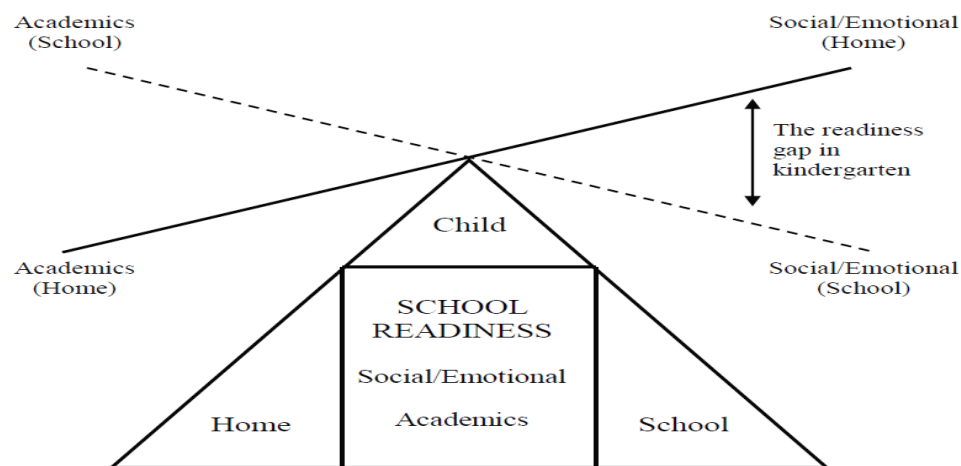 Academics
(School)
Social/Emotional
(Home)
The readiness
gap in
kindergarten
Child
Academics
(Home)
Social/Emotional
(School)
SCHOOL
READINESS
Social/Emotional
Academics
Home
School